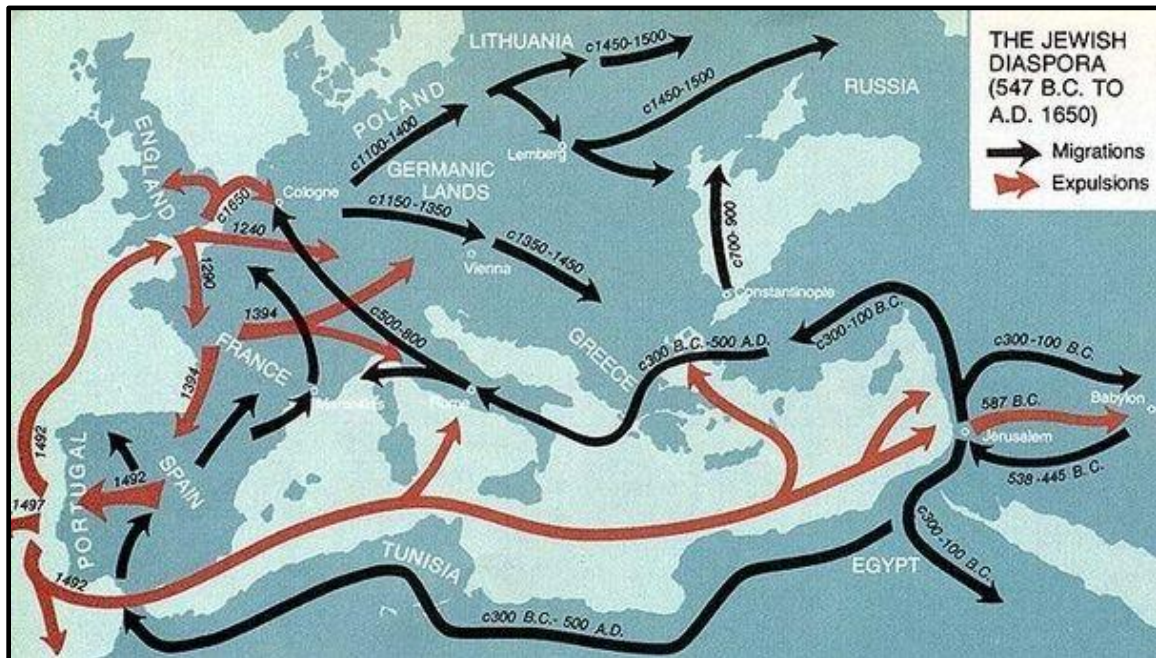 THE JEWISH
DIASPORA
(547 B.C. TO
A.D. 1650)
Migrations
Expulsions
LITHUANIA
c1450-1500
RUSSIA
c1450-1500
POLAND
c1100-1400
Lemberg
ENGLAND
GERMANIC
LANDS
Cologne
c1650
c1150-1350
1240
c1350-1450
c700-900
1290
Vienna
Constantinople
1394
c500-800
c300-100 B.C.
GREECE
c300 B.C.-500 A.D.
FRANCE
c300-100 B.C.
1394
Rome
587 B.C.
Babylon
Jerusalem
1492
538-445 B.C.
SPAIN
1492
PORTUGAL
1497
c300-100 B.C.
TUNISIA
EGYPT
1492
c300 B.C.-500 A.D.